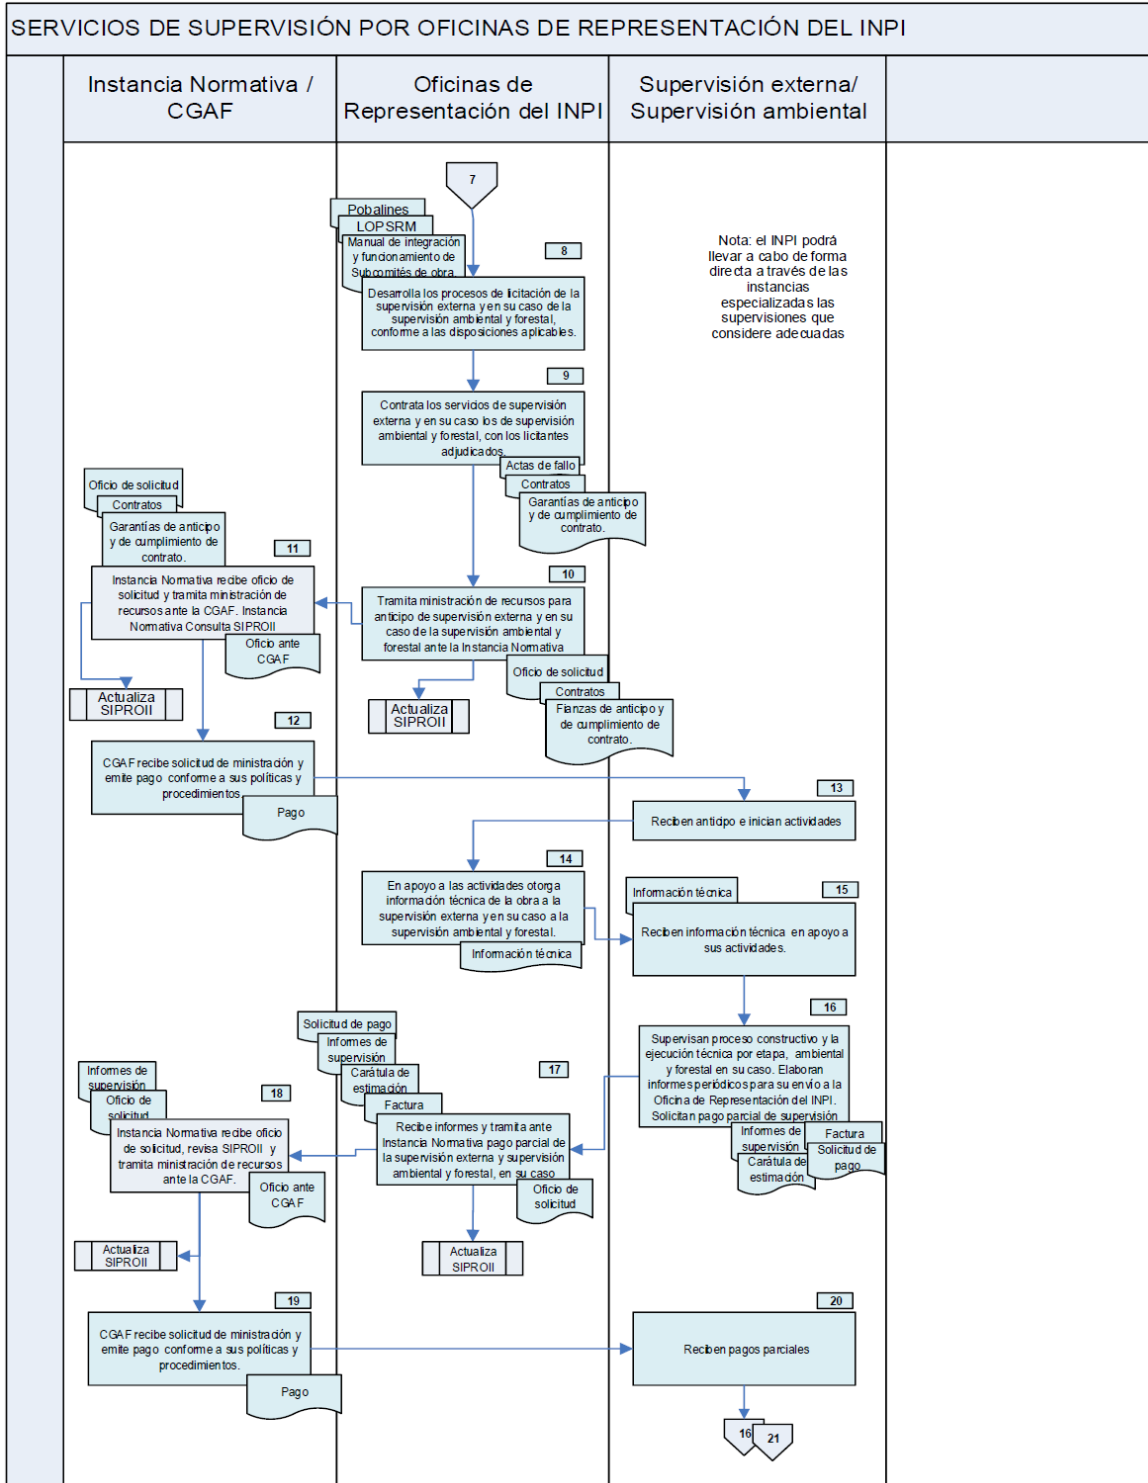 SERVICIOS DE SUPERVISIÓN POR OFICINAS DE REPRESENTACIÓN DEL INPI
Instancia Normativa /
CGAF
Oficinas de
Representación del INPI
Supervisión externa/
Supervisión ambiental
7
Pobalines
LOPSRM
Manual de integración
y funcionamiento de
Subcomités de obra.
8
Desarrolla los procesos de licitación de la
supervisión externa y en su caso de la
supervisión ambiental y forestal,
conforme a las disposiciones aplicables.
Nota: el INPI podrá
llevar a cabo de forma
directa a través de las
instancias
especializadas las
supervisiones que
considere adecuadas
9
Contrata los servicios de supervisión
externa y en su caso los de supervisión
ambiental y forestal, con los licitantes
adjudicados.
Actas de fallo
Contratos
Garantías de anticipo
y de cumplimiento de
contrato.
Oficio de solicitud
Contratos
Garantías de anticipo
y de cumplimiento de
contrato.
11
Instancia Normativa recibe oficio de
solicitud y tramita ministración de
recursos ante la CGAF. Instancia
Normativa Consulta SIPROII
Oficio ante
CGAF
Actualiza
SIPROII
10
Tramita ministración de recursos para
anticipo de supervisión externa y en su
caso de la supervisión ambiental y
forestal ante la Instancia Normativa
Oficio de solicitud
Contratos
Fianzas de anticipo y
de cumplimiento de
contrato.
Actualiza
SIPROII
12
CGAF recibe solicitud de ministración y
emite pago conforme a sus políticas y
procedimientos.
Pago
13
Reciben anticipo e inician actividades
14
En apoyo a las actividades otorga
información técnica de la obra a la
supervisión externa y en su caso a la
supervisión ambiental y forestal.
Información técnica
Información técnica
15
Reciben información técnica en apoyo a
sus actividades.
16
Supervisan proceso constructivo y la
ejecución técnica por etapa, ambiental
y forestal en su caso. Elaboran
informes periódicos para su envío a la
Oficina de Representación del INPI.
Solicitan pago parcial de supervisión
Informes de
supervisión
Carátula de
estimación
Factura
Solicitud de
pago
Solicitud de pago
Informes de
supervisión
Carátula de
estimación
Factura
17
Recibe informes y tramita ante
Instancia Normativa pago parcial de
la supervisión externa y supervisión
ambiental y forestal, en su caso
Oficio de
solicitud
Actualiza
SIPROII
Informes de
supervisión
Oficio de
solicitud
18
Instancia Normativa recibe oficio
de solicitud, revisa SIPROII y
tramita ministración de recursos
ante la CGAF.
Oficio ante
CGAF
Actualiza
SIPROII
19
CGAF recibe solicitud de ministración y
emite pago conforme a sus políticas y
procedimientos.
Pago
20
Reciben pagos parciales
16
21